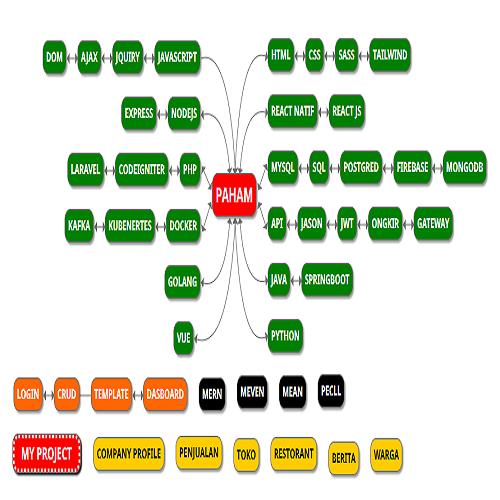 DOM AJAX JQUIRY JAVASCRIPT
HTML CSS SASS TAILWIND
EXPRESS NODEJS
REACT NATIF REACT JS
LARAVEL CODEIGNITER PHP
MYSQL SQL POSTGRED FIREBASE MONGODB
PAHAM
KAFKA KUBENERTES DOCKER
API JASON JWT ONGKIR GATEWAY
GOLANG
JAVA SPRINGBOOT
VUE
PYTHON
LOGIN CRUD TEMPLATE DASBOARD
MERN MEVEN MEAN PECLL
MY PROJECT
COMPANY PROFILE PENJUALAN TOKO RESTORANT BERITA WARGA